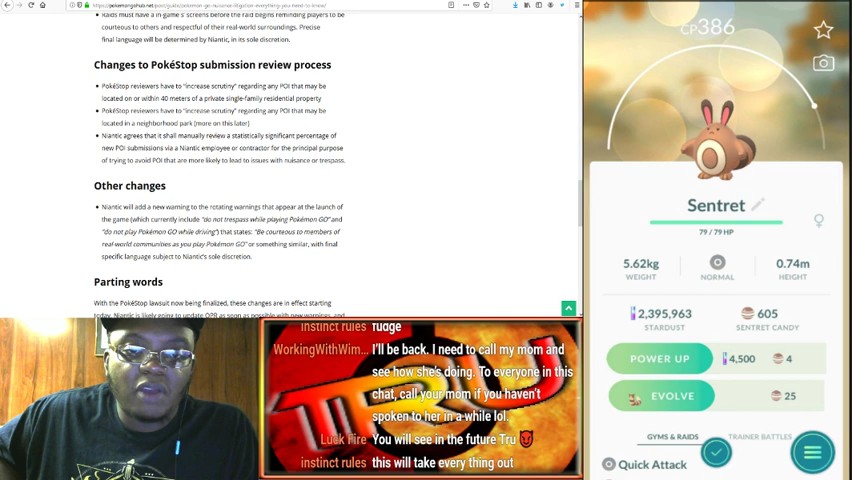 https://pokemongohub.net/post/guide/pokemon-go-nuisance-litigation-everything-you-need-to-know/
Raids must have a in-game s screens before the raid begins reminding players to be
courteous to others and respectful of their real-world surroundings. Precise
final language will be determined by Niantic, in its sole discretion.
Changes to PokéStop submission review process
PokéStop reviewers have to "increase scrutiny" regarding any POI that may be
located on or within 40 meters of a private single-family residential property
PokéStop reviewers have to "increase scrutiny" regarding any POI that may be
located in a neighborhood park [more on this later]
Niantic agrees that it shall manually review a statistically significant percentage of
new POI submissions via a Niantic employee or contractor for the principal purpose
of trying to avoid POI that are more likely to lead to issues with nuisance or trespass.
Other changes
Niantic will add a new warning to the rotating warnings that appear at the launch of
the game (which currently include "do not trespass while playing Pokémon GO" and
"do not play Pokémon GO while driving") that states: "Be courteous to members of
real-world communities as you play Pokémon GO" or something similar, with final
specific language subject to Niantic's sole discretion.
Parting words
With the PokéStop lawsuit now being finalized, these changes are in effect starting
today. Niantic is likely going to update OPR as soon as possible with new warnings, and
instinct rules fudge
WorkingWithWim... I'll be back. I need to call my mom and
see how she's doing. To everyone in this
chat, call your mom if you haven't
spoken to her in a while lol.
Luck Fire You will see in the future Tru
instinct rules this will take every thing out
TRU
CP386
Sentret
79 / 79 HP
5.62kg
WEIGHT
NORMAL
0.74m
HEIGHT
2,395,963
STARDUST
605
SENTRET CANDY
POWER UP 4,500 4
EVOLVE 25
GYMS & RAIDS TRAINER BATTLES
Quick Attack